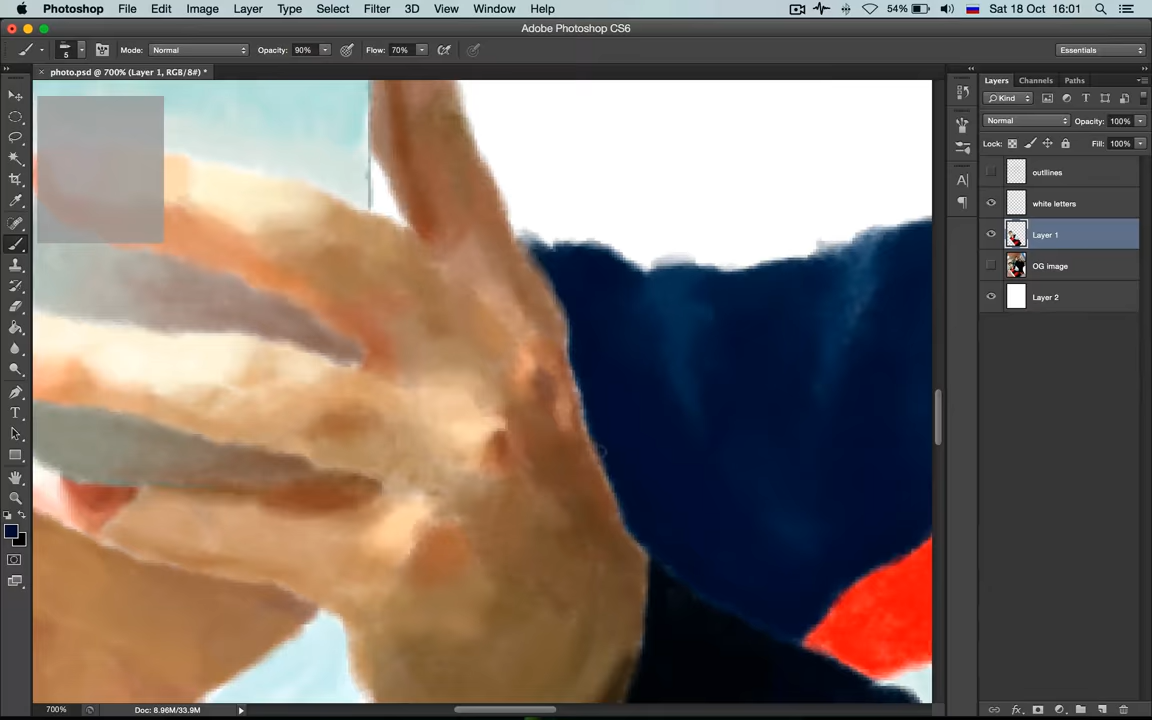 Photoshop File Edit Image Layer Type Select Filter 3D View Window Help 54% Sat 18 Oct 16:01
Adobe Photoshop CS6
5 Mode: Normal Opacity: 90% Flow: 70% Essentials
× photo.psd @ 700% (Layer 1, RGB/8#) *
Layers Channels Paths
Kind
Normal Opacity: 100%
Lock: Fill: 100%
outllines
white letters
Layer 1
OG image
Layer 2
700% Doc: 8.96M/33.9M